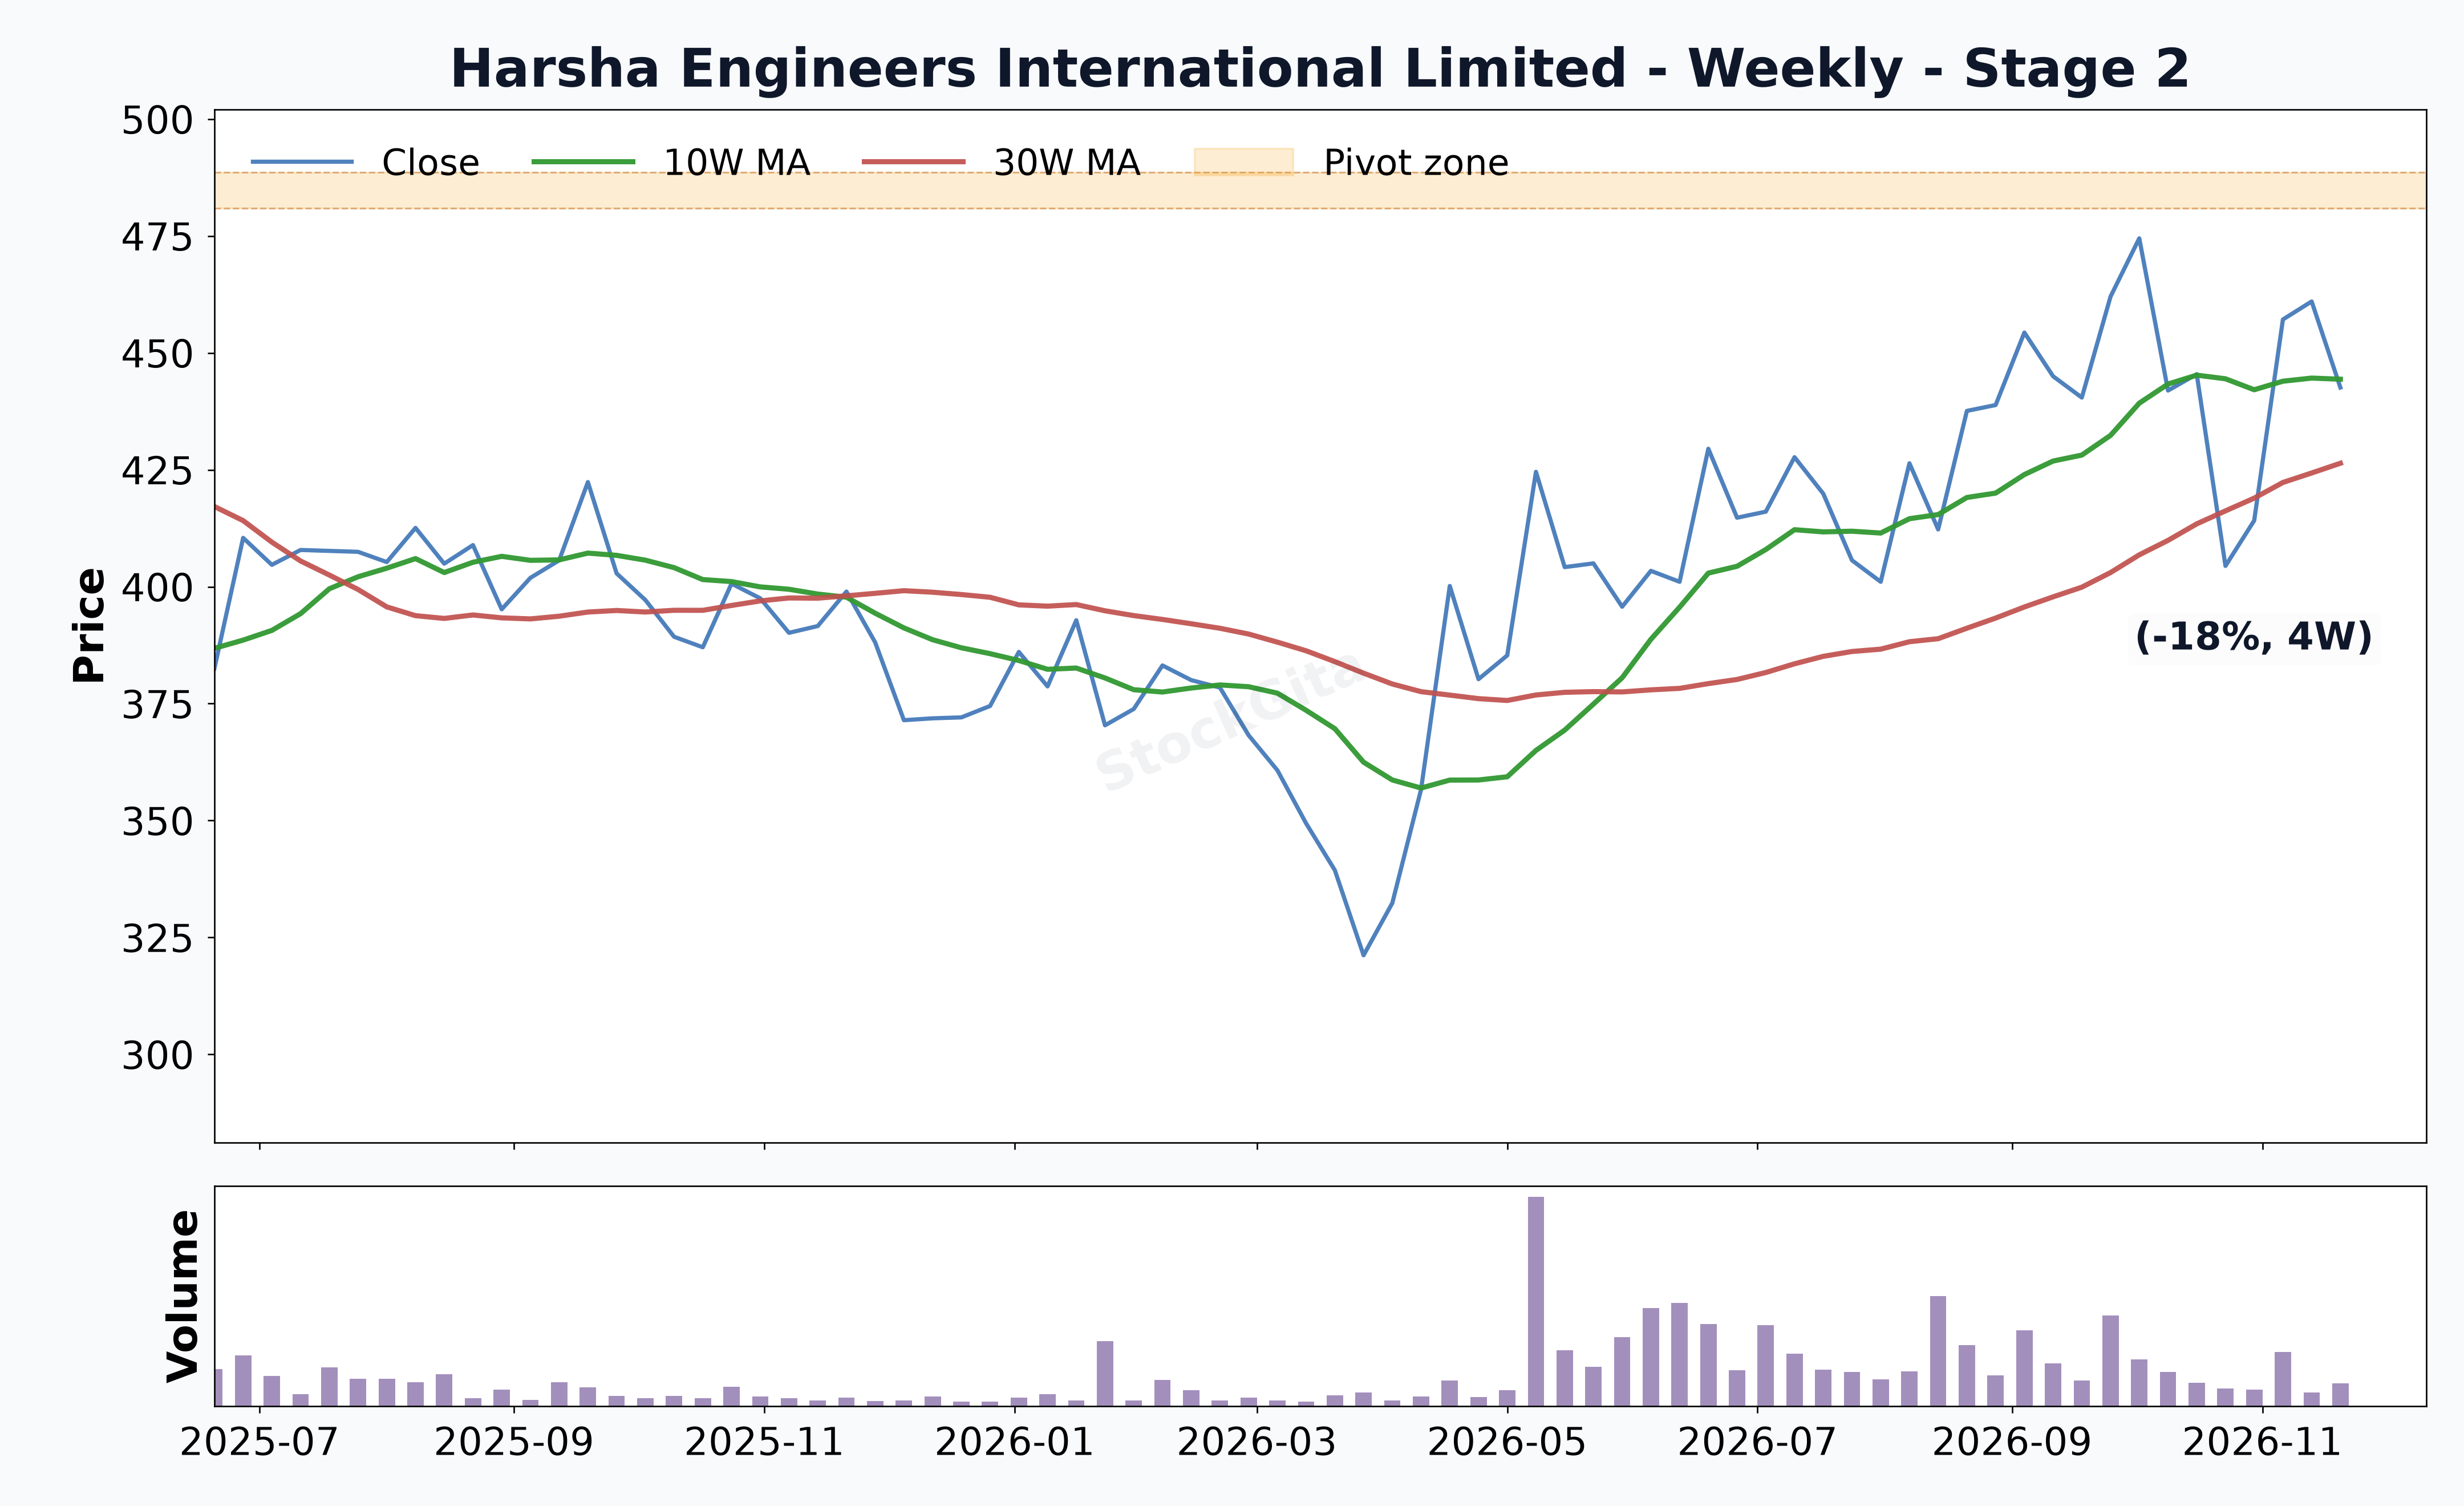 Harsha Engineers International Limited - Weekly - Stage 2
Close 10W MA 30W MA Pivot zone
500
475
450
425
400
375
350
325
300
Price
(-18%, 4W)
StockGita
Volume
2025-07 2025-09 2025-11 2026-01 2026-03 2026-05 2026-07 2026-09 2026-11